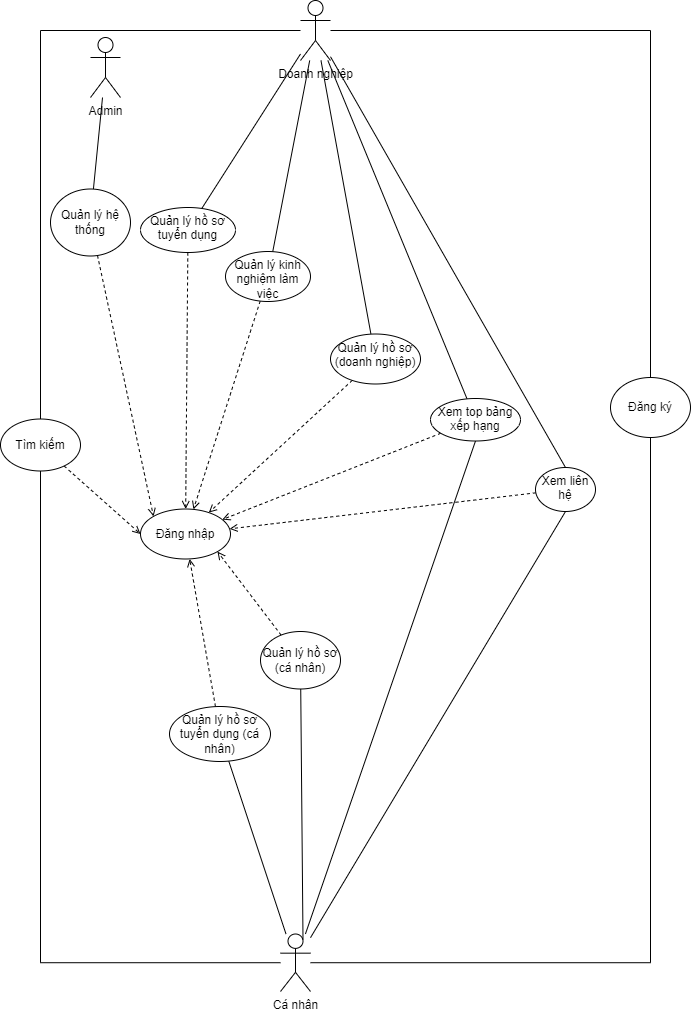 Doanh nghiệp
Admin
Quản lý hệ
thống
Quản lý hồ sơ
tuyển dụng
Quản lý kinh
nghiệm làm
việc
Quản lý hồ sơ
(doanh nghiệp)
Xem top bảng
xếp hạng
Đăng ký
Tìm kiếm
Xem liên
hệ
Đăng nhập
Quản lý hồ sơ
(cá nhân)
Quản lý hồ sơ
tuyển dụng (cá
nhân)
Cá nhân